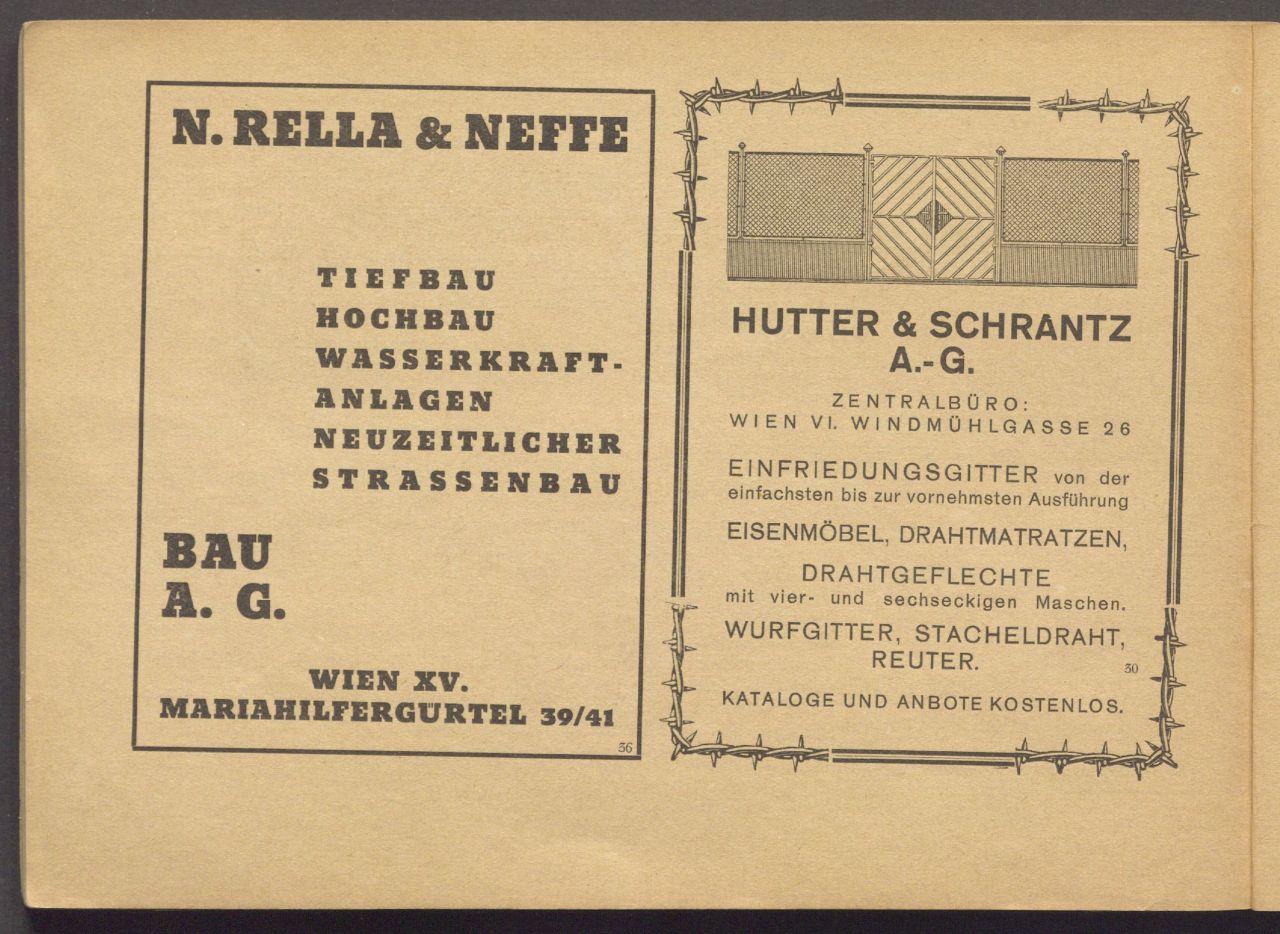 N. RELLA & NEFFE
TIEFBAU
HOCHBAU
WASSERKRAFT-
ANLAGEN
NEUZEITLICHER
STRASSENBAU
BAU
A. G.
WIEN XV.
MARIAHILFERGÜRTEL 39/41
36
HUTTER & SCHRANTZ
A.-G.
ZENTRALBÜRO:
WIEN VI. WINDMÜHLGASSE 26
EINFRIEDUNGSGITTER von der
einfachsten bis zur vornehmsten Ausführung
EISENMÖBEL, DRAHTMATRATZEN,
DRAHTGEFLECHTE
mit vier- und sechseckigen Maschen.
WURFGITTER, STACHELDRAHT,
REUTER.
30
KATALOGE UND ANBOTE KOSTENLOS.